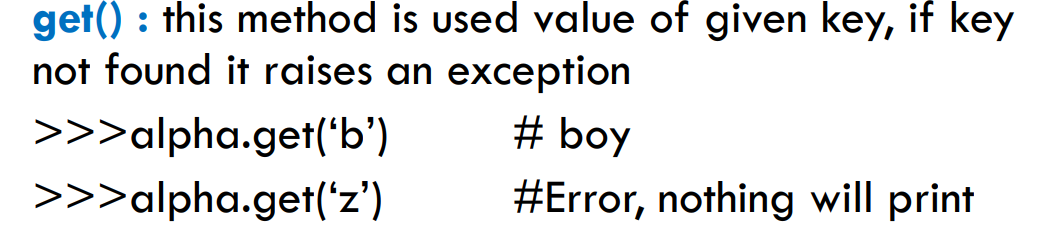 get() : this method is used value of given key, if key
not found it raises an exception
>>>alpha.get(‘b’) # boy
>>>alpha.get(‘z’) #Error, nothing will print